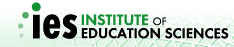 ies INSTITUTE OF
EDUCATION SCIENCES